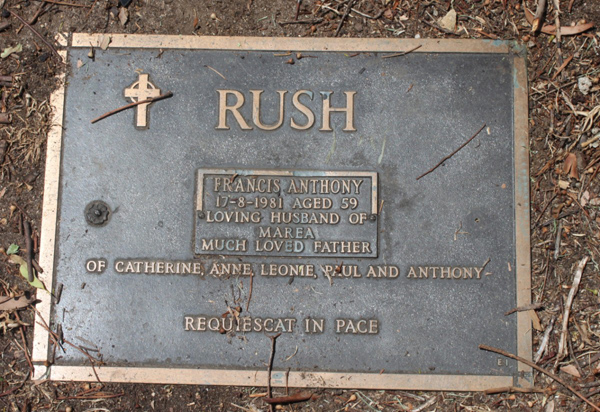 RUSH
FRANCIS ANTHONY
17-8-1981 AGED 59
LOVING HUSBAND OF
MAREA
MUCH LOVED FATHER
OF CATHERINE, ANNE, LEONIE, PAUL AND ANTHONY-
REQUIESCAT IN PACE